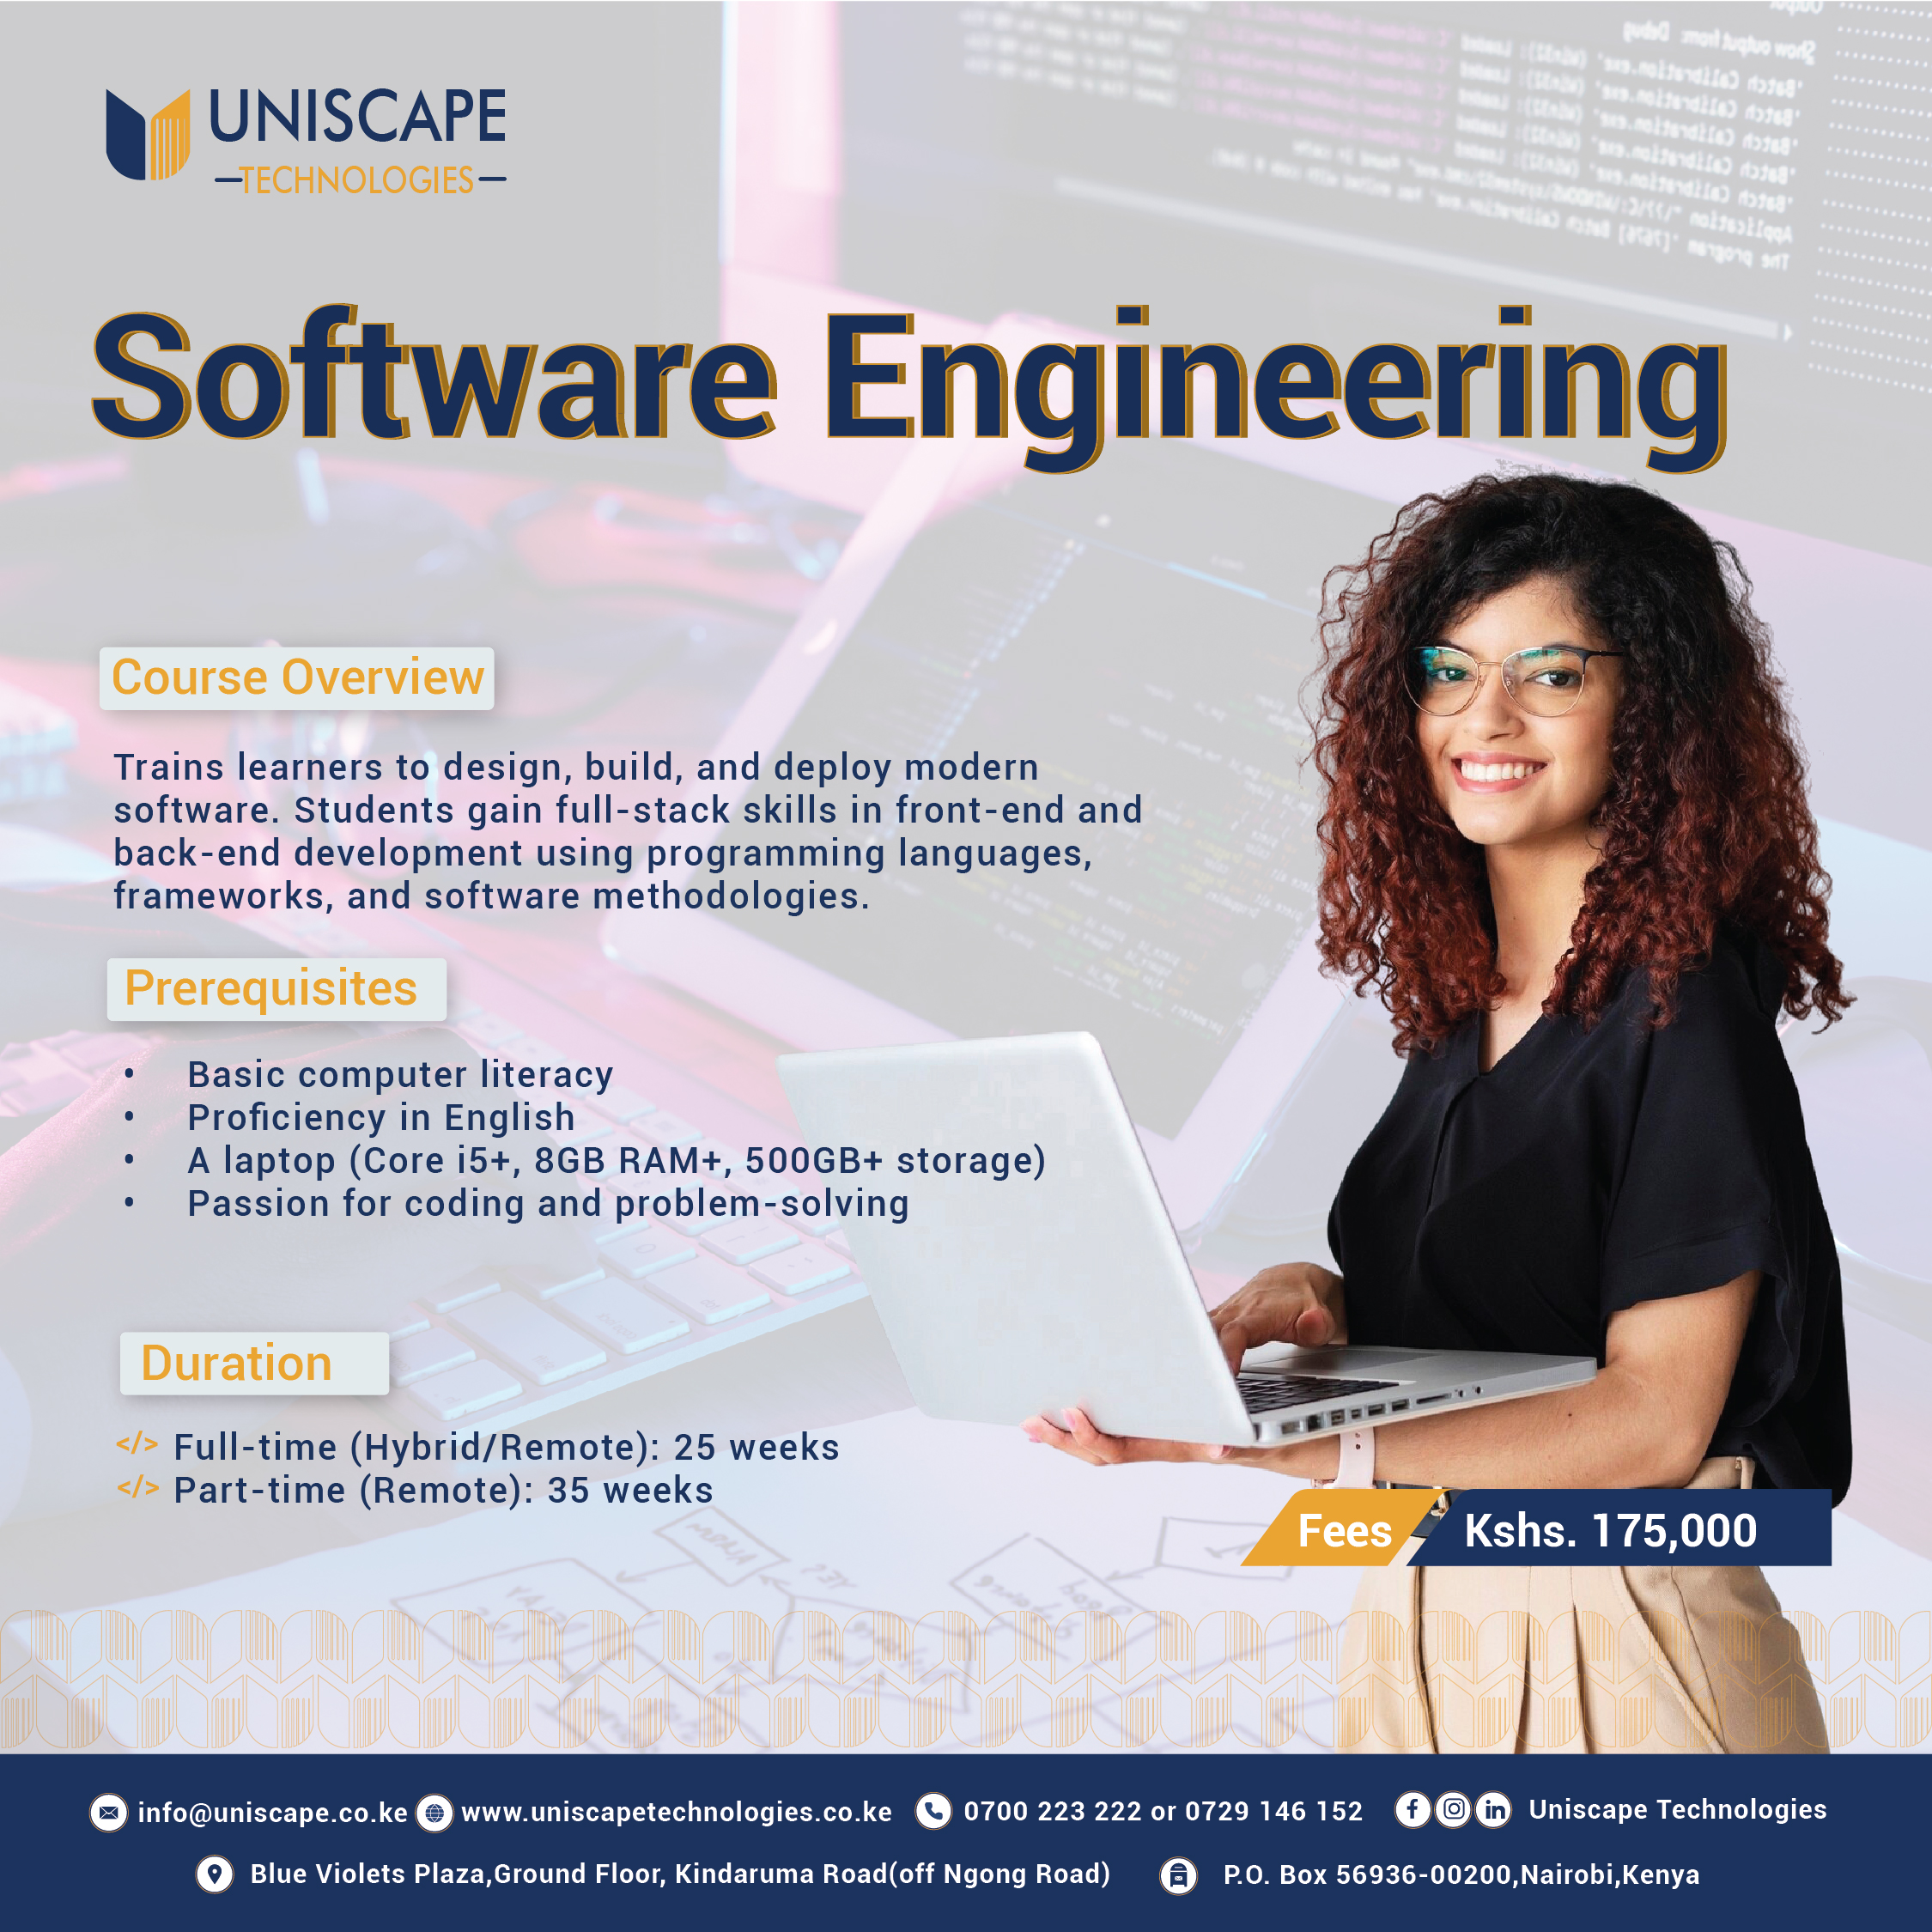 UNISCAPE
TECHNOLOGIES
Software Engineering
Course Overview
Trains learners to design, build, and deploy modern
software. Students gain full-stack skills in front-end and
back-end development using programming languages,
frameworks, and software methodologies.
Prerequisites
• Basic computer literacy
• Proficiency in English
• A laptop (Core i5+, 8GB RAM+, 500GB+ storage)
• Passion for coding and problem-solving
Duration
</> Full-time (Hybrid/Remote): 25 weeks
</> Part-time (Remote): 35 weeks
Fees Kshs. 175,000
info@uniscape.co.ke www.uniscapetechnologies.co.ke 0700 223 222 or 0729 146 152 Uniscape Technologies
Blue Violets Plaza,Ground Floor, Kindaruma Road(off Ngong Road) P.O. Box 56936-00200,Nairobi,Kenya